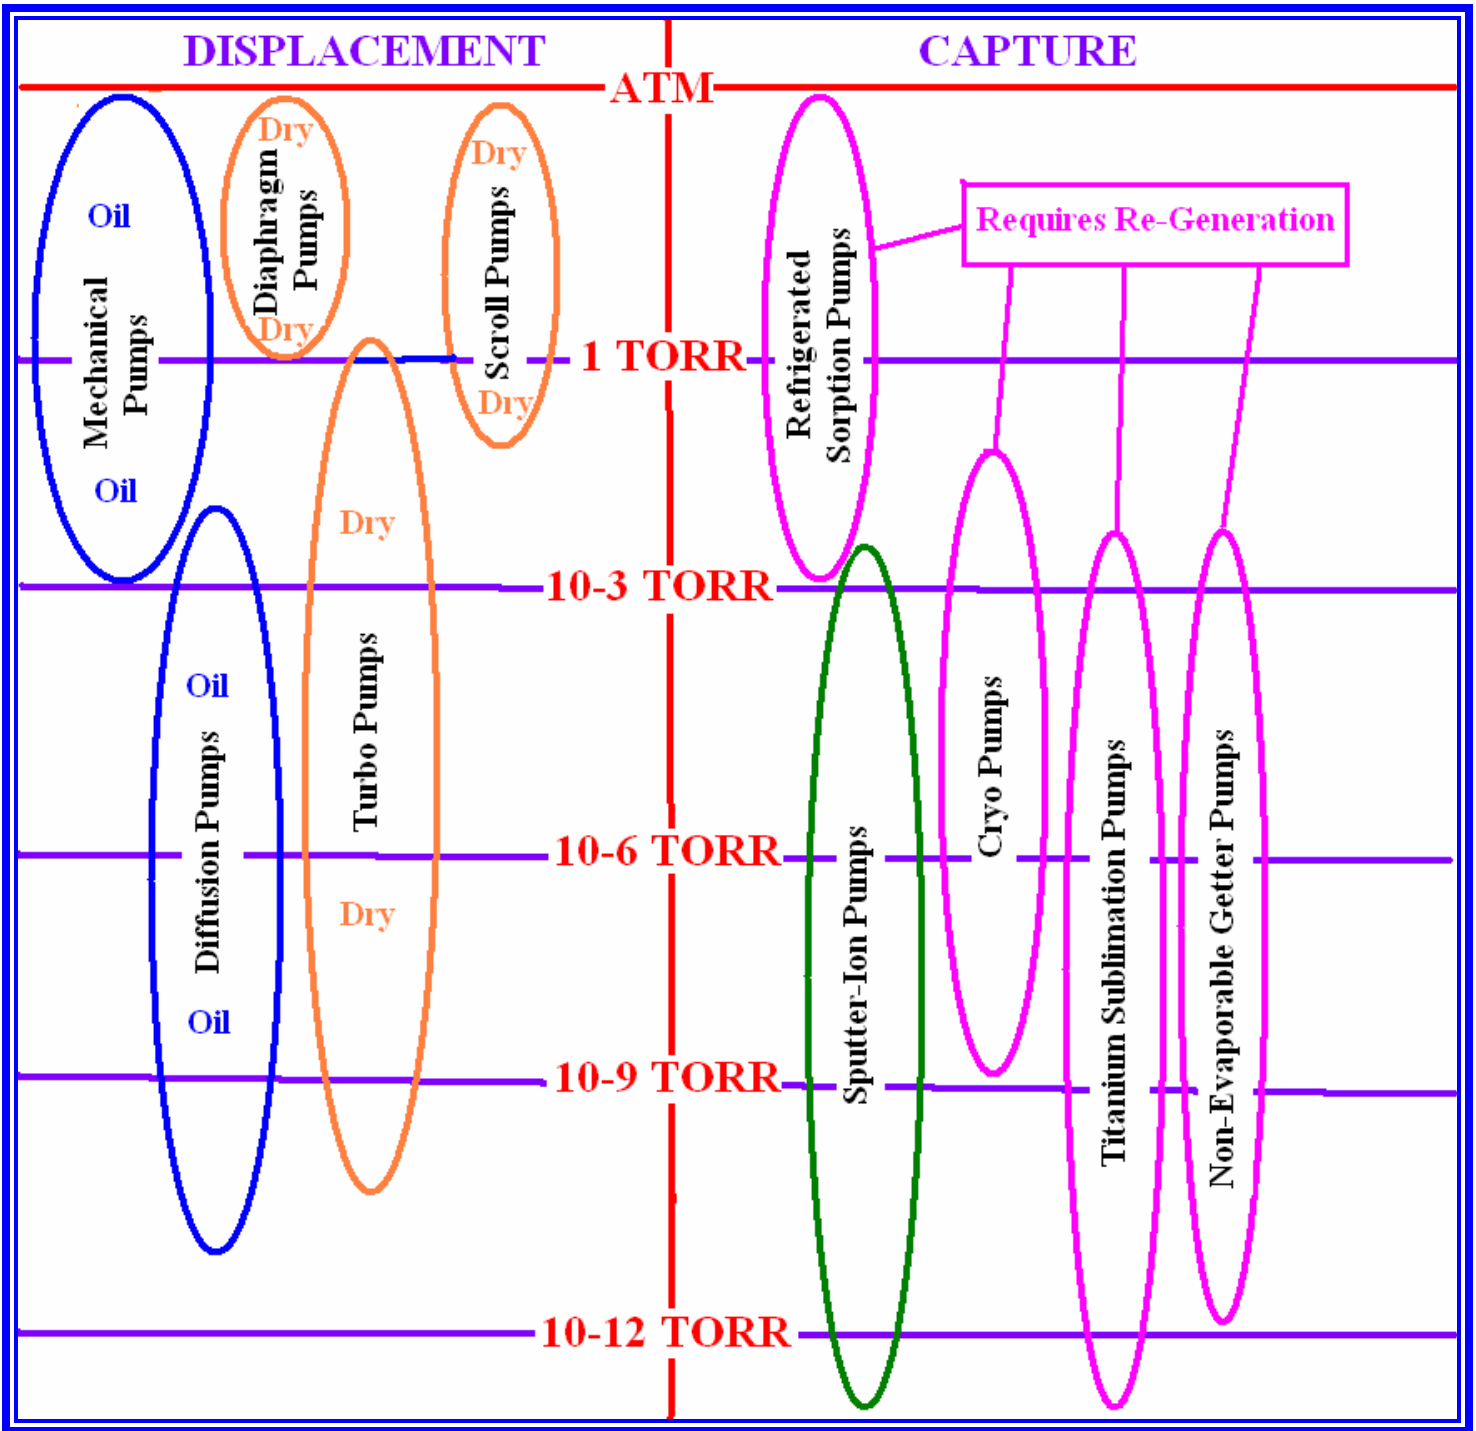 DISPLACEMENT
CAPTURE
ATM
Oil
Mechanical
Pumps
Oil
Dry
Diaphragm
Pumps
Dry
Dry
Scroll Pumps
Dry
Refrigerated
Sorption Pumps
Requires Re-Generation
1 TORR
Dry
Turbo Pumps
Dry
10-3 TORR
Oil
Diffusion Pumps
Oil
10-6 TORR
Sputter-Ion Pumps
Cryo Pumps
Titanium Sublimation Pumps
Non-Evaporable Getter Pumps
10-9 TORR
10-12 TORR